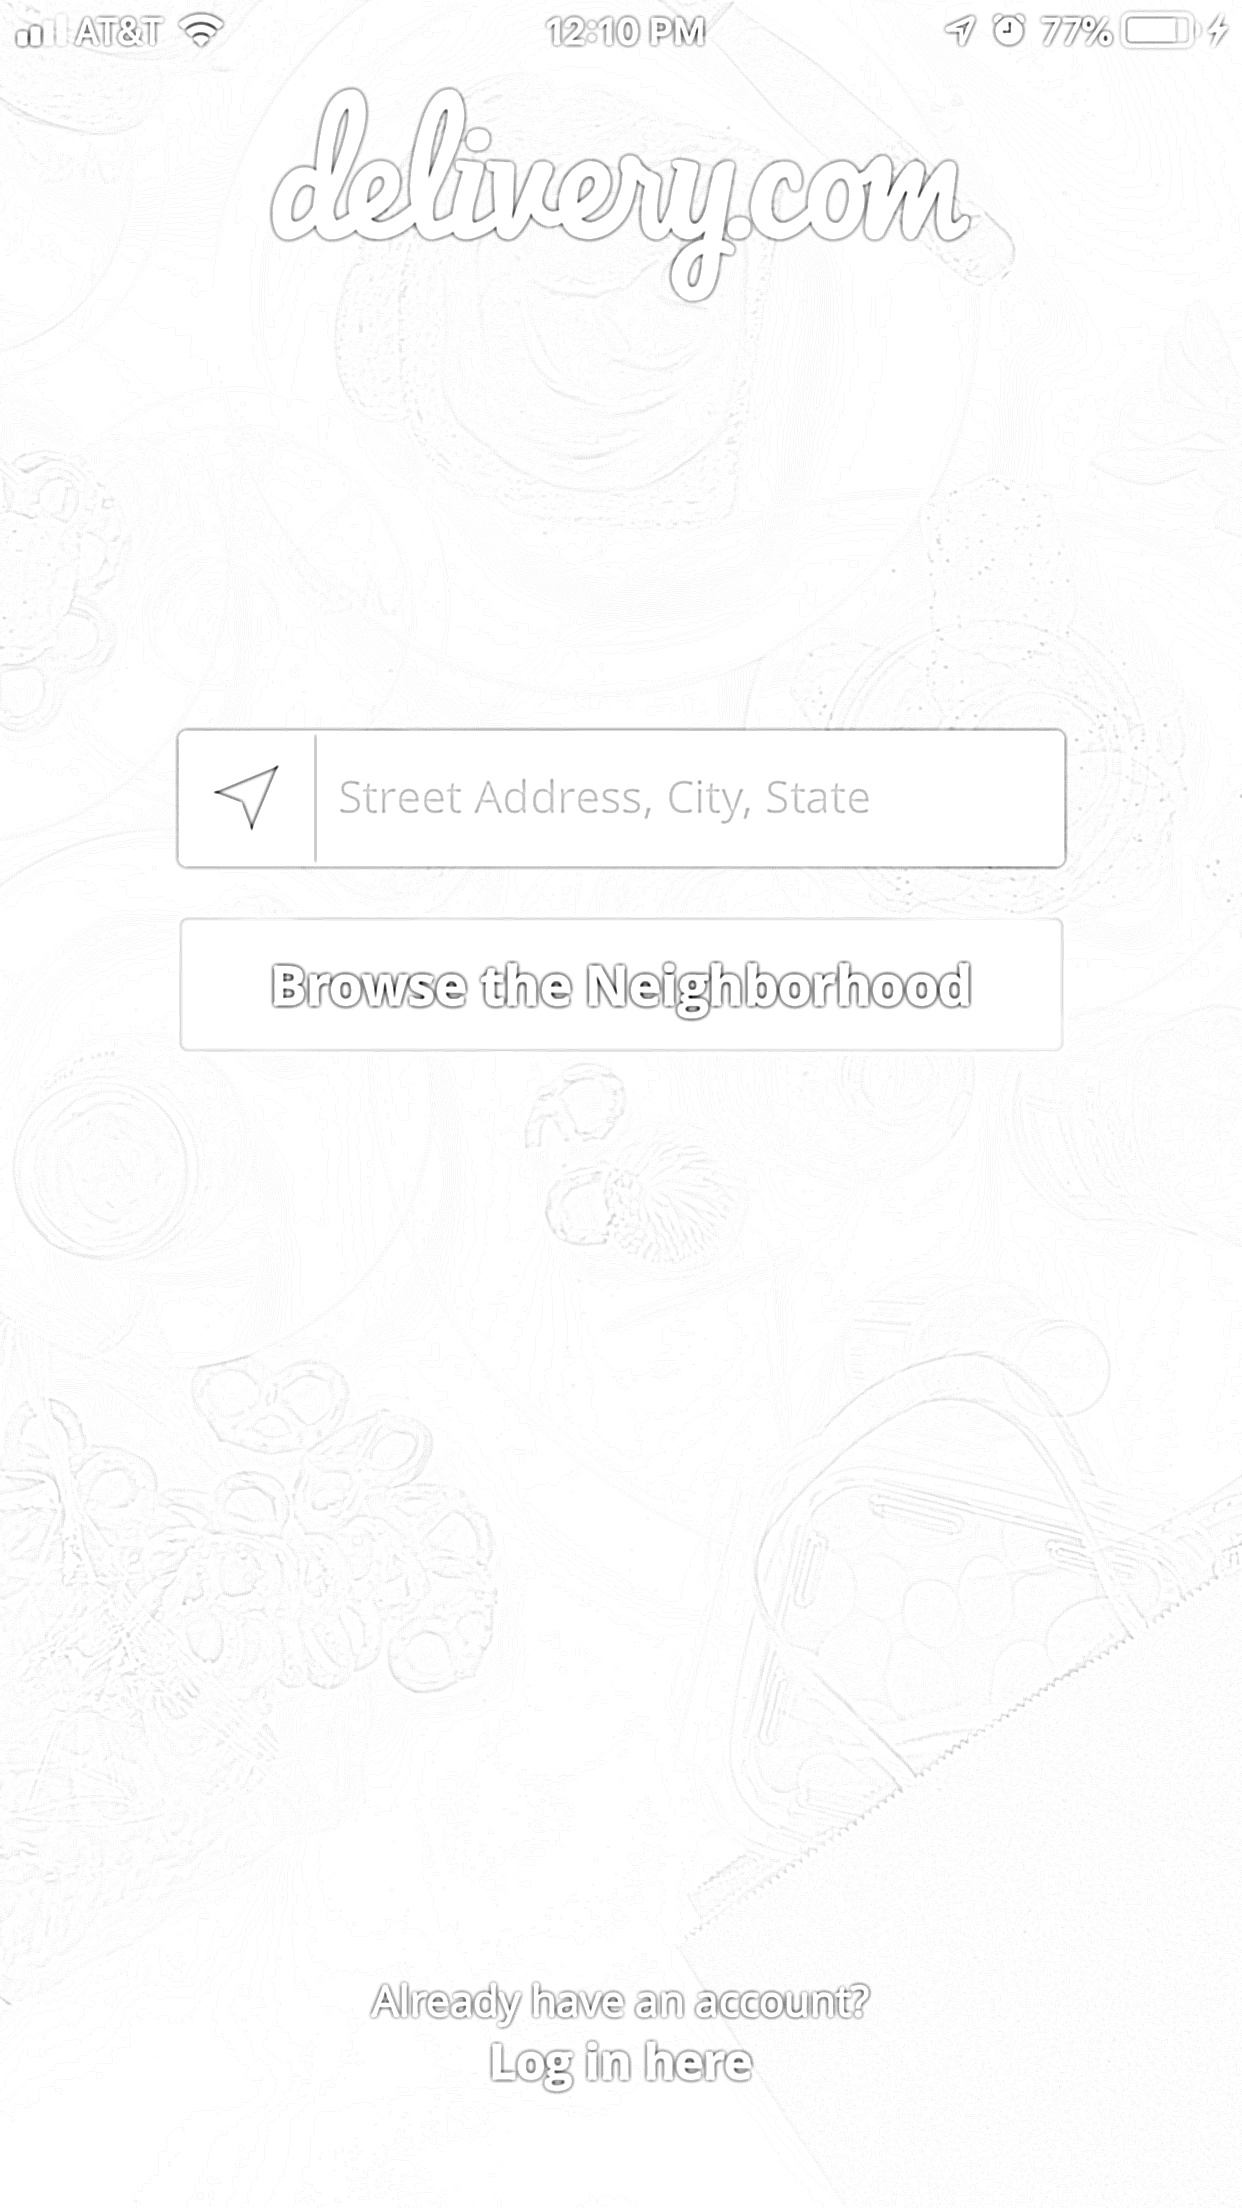 AT&T 12:10 PM 77%
delivery.com
Street Address, City, State
Browse the Neighborhood
Already have an account?
Log in here